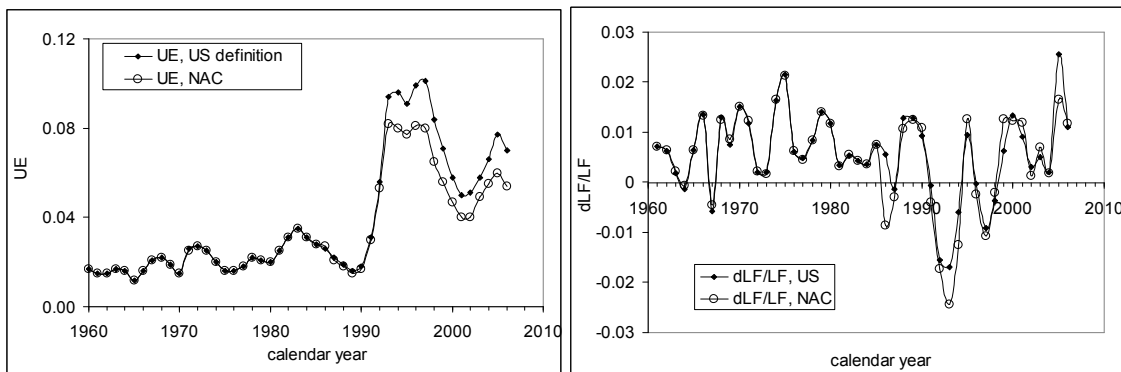 0.12
UE, US definition
UE, NAC
0.08
UE
0.04
0.00
1960 1970 1980 1990 2000 2010
calendar year
0.03
0.02
0.01
dLF/LF
0
1960 1970 1980 1990 2000 2010
-0.01
-0.02
dLF/LF, US
dLF/LF, NAC
-0.03
calendar year